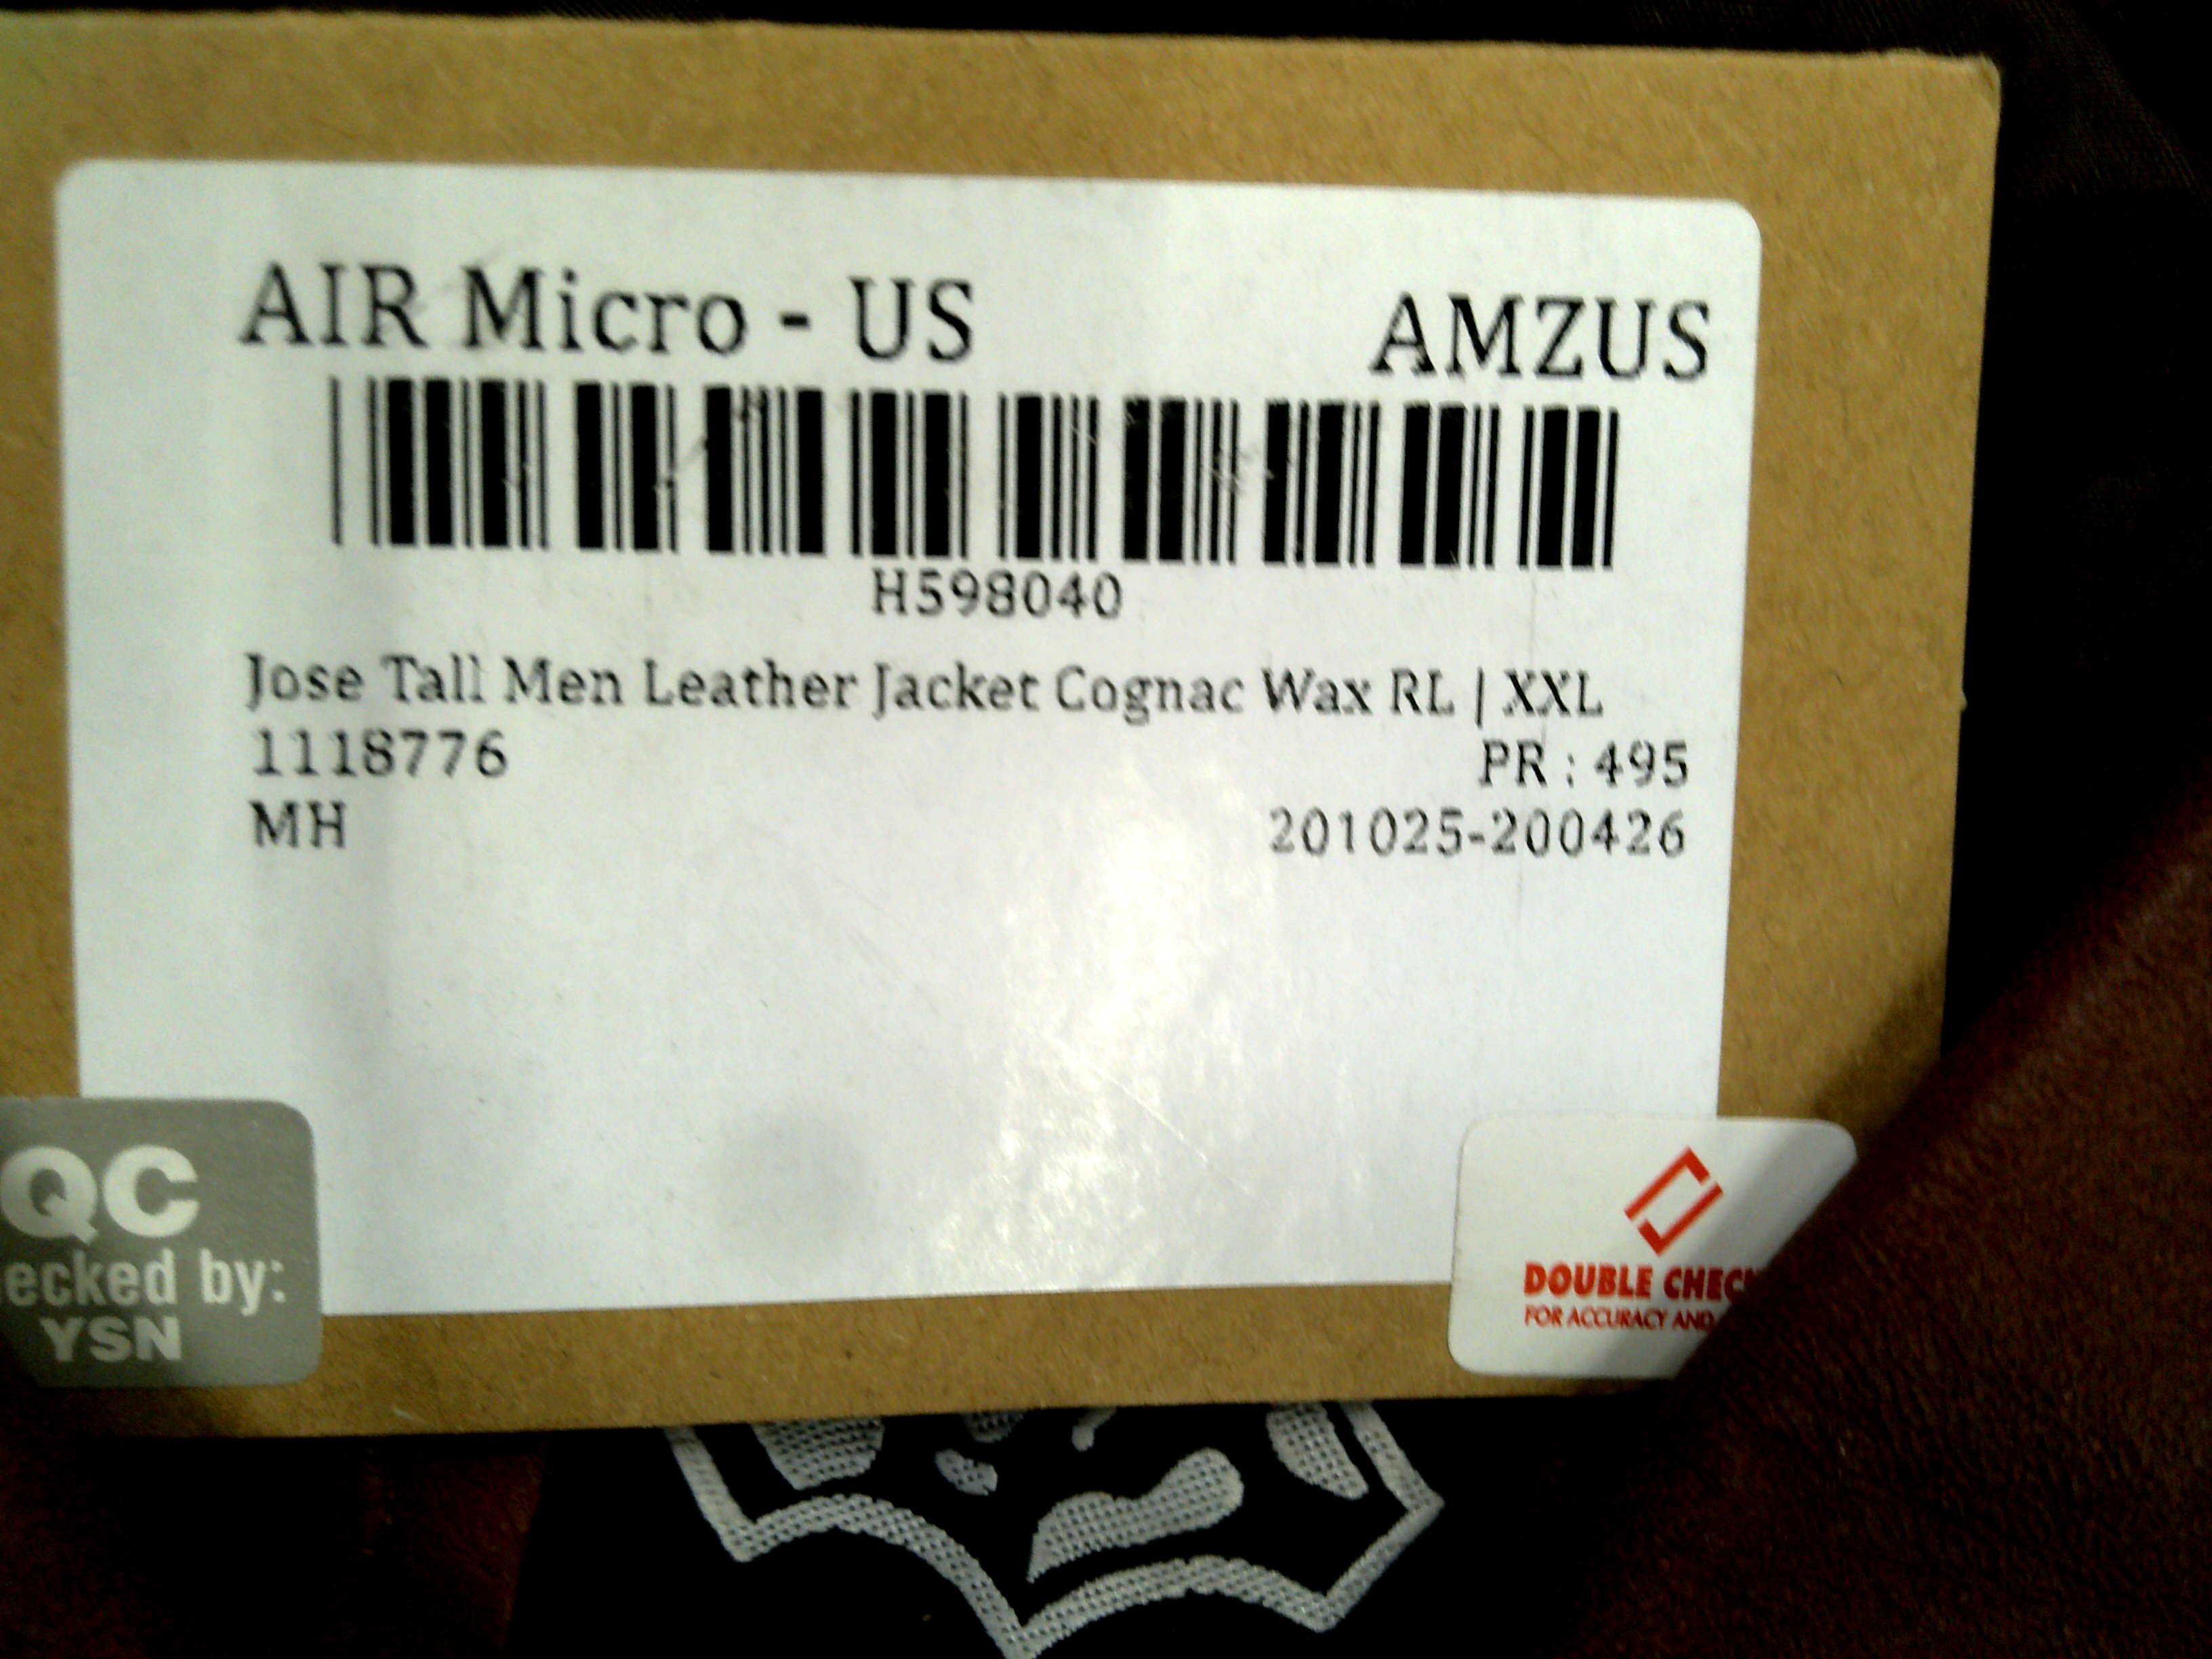 AIR Micro - US AMZUS
H598040
Jose Tall Men Leather Jacket Cognac Wax RL | XXL
1118776 PR : 495
MH 201025-200426
QC
ecked by:
YSN
DOUBLE CHEC
FOR ACCURACY AND